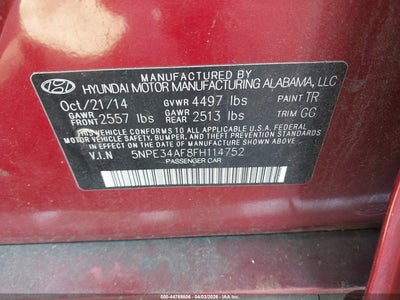 MANUFACTURED BY
HYUNDAI MOTOR MANUFACTURING ALABAMA, LLC
Oct/21/14 GVWR 4497 lbs PAINT TR
GAWR FRONT 2557 lbs GAWR REAR 2513 lbs TRIM GG
THIS VEHICLE CONFORMS TO ALL APPLICABLE U.S.A. FEDERAL
MOTOR VEHICLE SAFETY, BUMPER, AND THEFT PREVENTION STANDARDS
IN EFFECT ON THE DATE OF MANUFACTURE SHOWN ABOVE.
V.I.N 5NPE34AF8FH114752
PASSENGER CAR